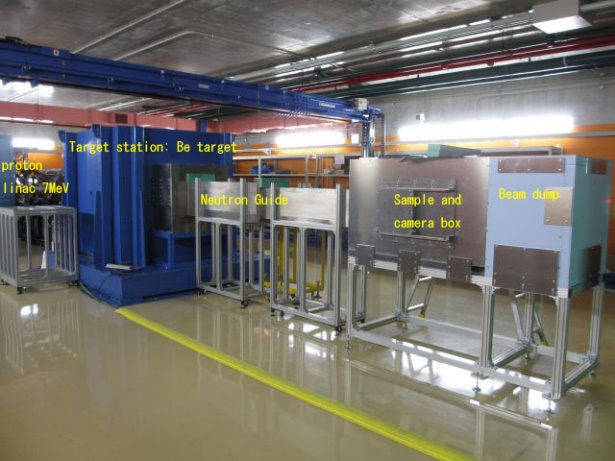 Target station: Be target
proton
linac 7MeV
Neutron Guide
Sample and
camera box
Beam dump